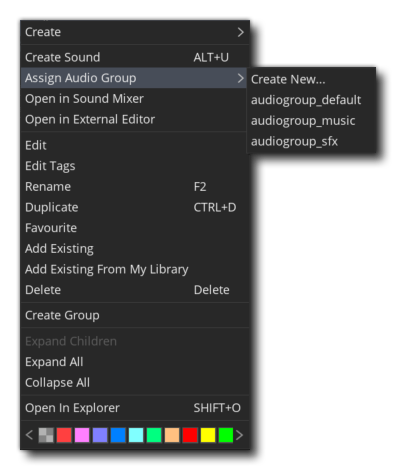 Create >
Create Sound ALT+U
Assign Audio Group >
Create New...
audiogroup_default
audiogroup_music
audiogroup_sfx
Open in Sound Mixer
Open in External Editor
Edit
Edit Tags
Rename F2
Duplicate CTRL+D
Favourite
Add Existing
Add Existing From My Library
Delete Delete
Create Group
Expand Children
Expand All
Collapse All
Open In Explorer SHIFT+O
< >